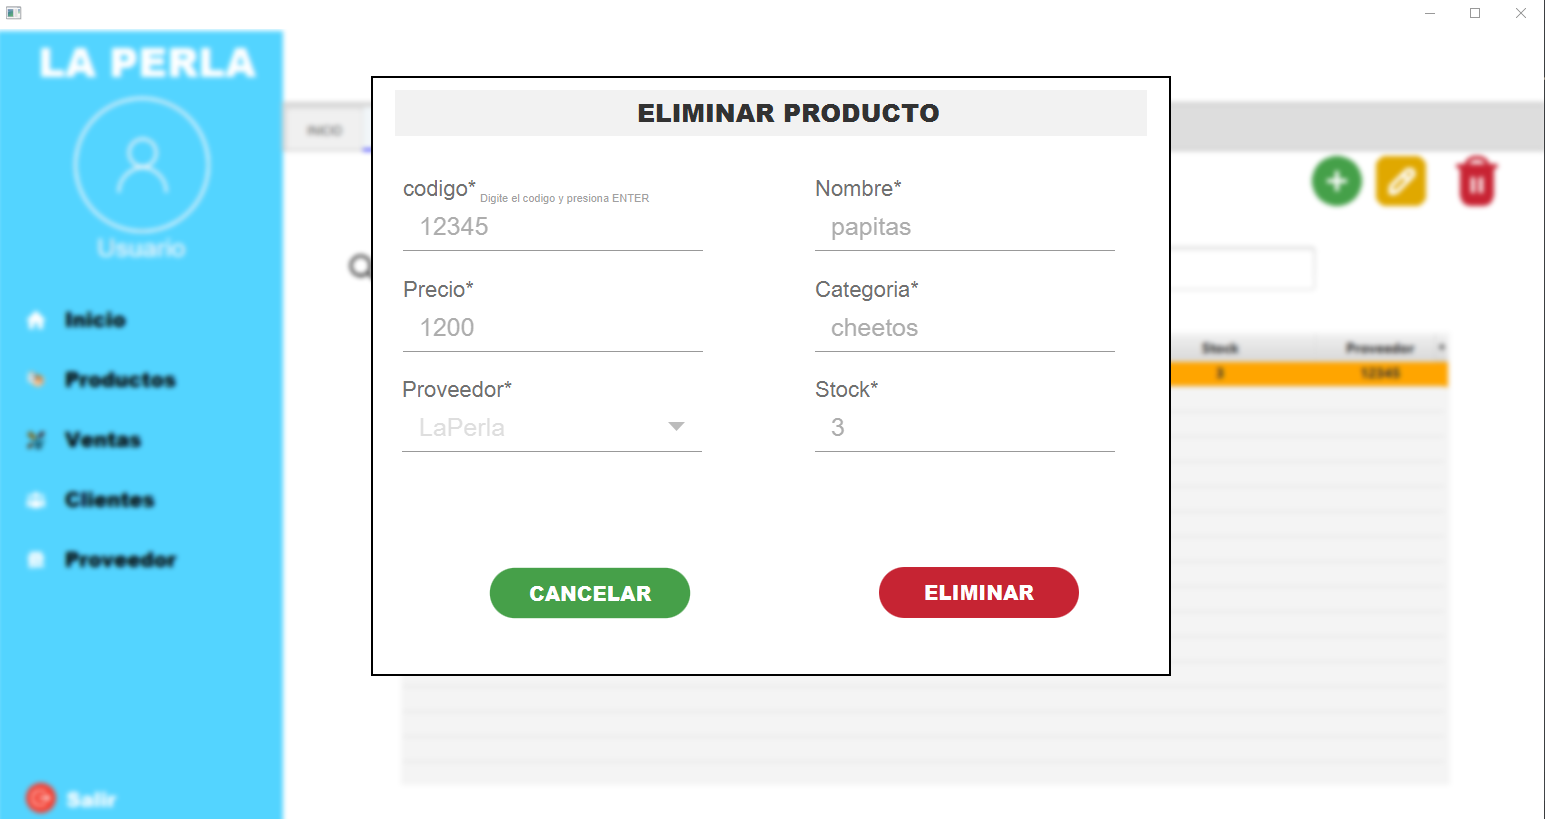 LA PERLA
Usuario
Inicio
Productos
Ventas
Clientes
Proveedor
Salir
INICIO
ELIMINAR PRODUCTO
codigo* Digite el codigo y presiona ENTER
12345
Nombre*
papitas
Precio*
1200
Categoria*
cheetos
Proveedor*
LaPerla
Stock*
3
CANCELAR
ELIMINAR
Stock Proveedor
3 12345